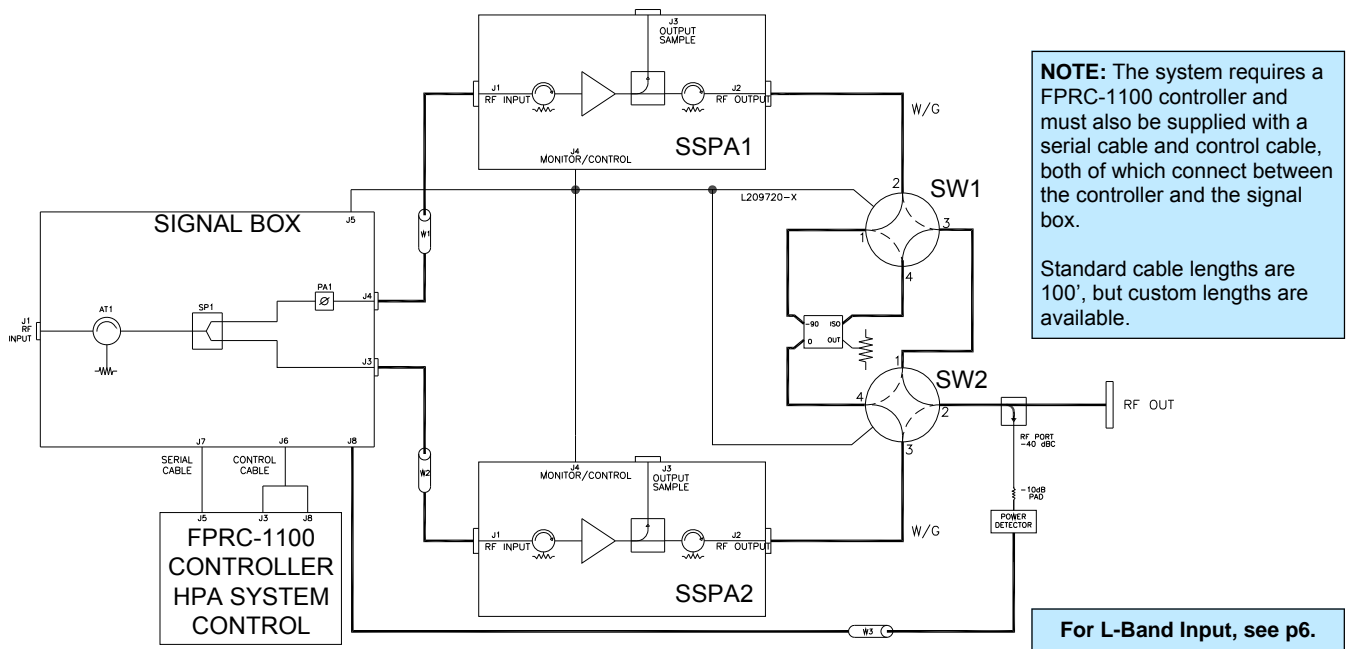 J3
OUTPUT
SAMPLE
J1
RF INPUT
J2
RF OUTPUT
J4
MONITOR/CONTROL
SSPA1
W/G
NOTE: The system requires a
FPRC-1100 controller and
must also be supplied with a
serial cable and control cable,
both of which connect between
the controller and the signal
box.
Standard cable lengths are
100’, but custom lengths are
available.
L209720-X
2
SW1
1
3
4
J5
SIGNAL BOX
W1
AT1
SP1
PA1
Ø
J4
J1
RF
INPUT
J3
-90
ISO
0
OUT
1
SW2
4
2
3
RF OUT
RF PORT
-40 dBC
J7
J6
J8
SERIAL
CABLE
CONTROL
CABLE
W2
J4
MONITOR/CONTROL
J3
OUTPUT
SAMPLE
-10dB
PAD
POWER
DETECTOR
J5
J3
J8
FPRC-1100
CONTROLLER
HPA SYSTEM
CONTROL
J1
RF INPUT
J2
RF OUTPUT
W/G
SSPA2
W3
For L-Band Input, see p6.